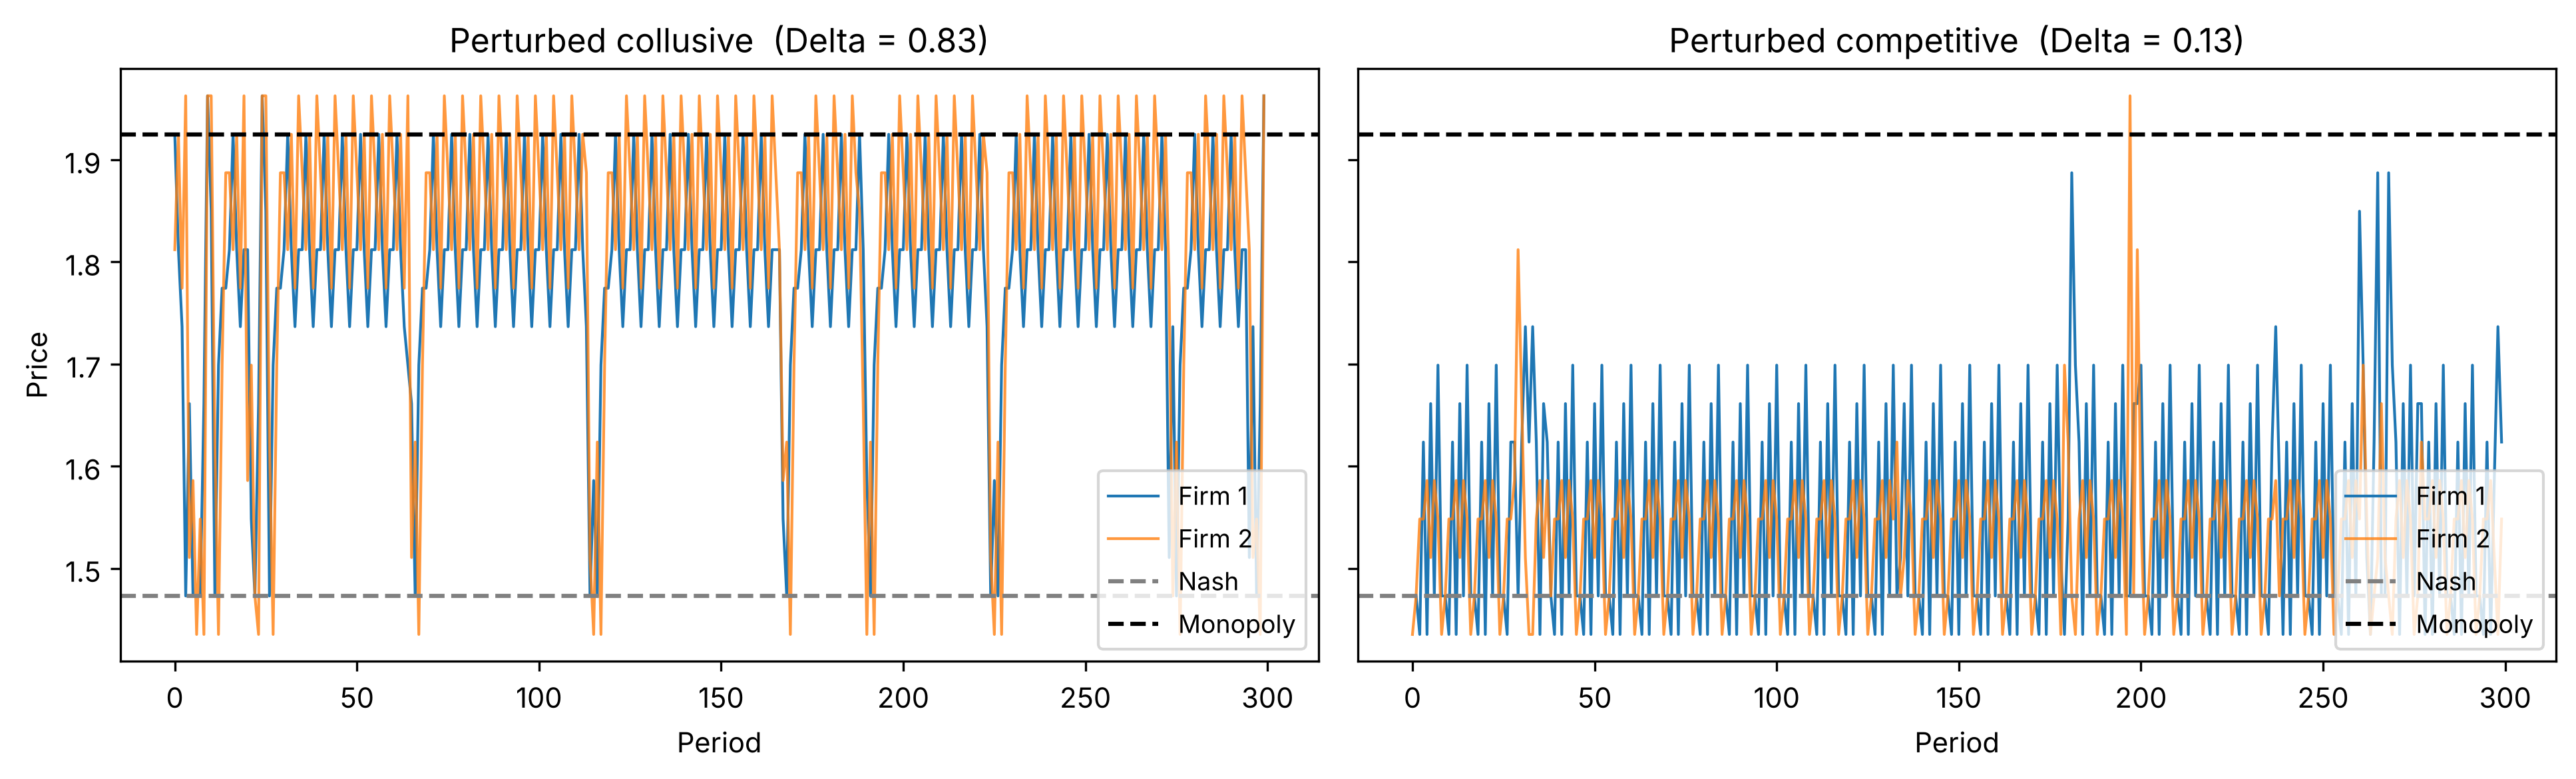 Perturbed collusive (Delta = 0.83)
Price
1.9
1.8
1.7
1.6
1.5
0 50 100 150 200 250 300
Period
Firm 1
Firm 2
Nash
Monopoly
Perturbed competitive (Delta = 0.13)
0 50 100 150 200 250 300
Period
Firm 1
Firm 2
Nash
Monopoly